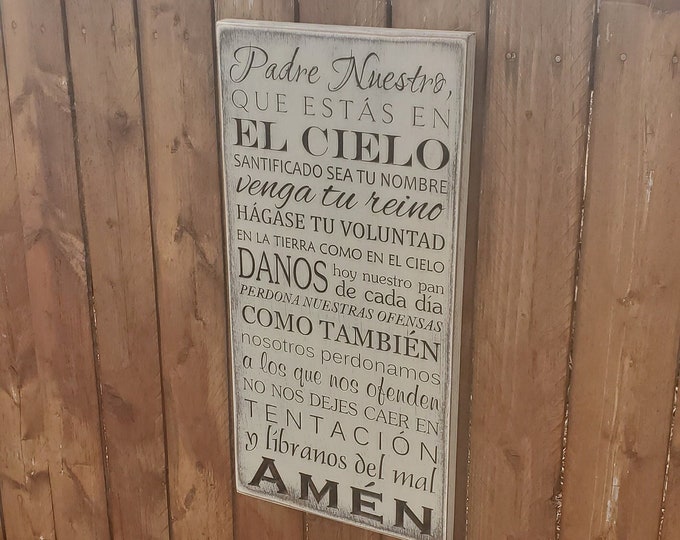 Padre Nuestro,
QUE ESTÁS EN
EL CIELO
SANTIFICADO SEA TU NOMBRE
venga tu reino
HÁGASE TU VOLUNTAD
EN LA TIERRA COMO EN EL CIELO
DANOS hoy nuestro pan
de cada día
PERDONA NUESTRAS OFENSAS
COMO TAMBIÉN
nosotros perdonamos
a los que nos ofenden
NO NOS DEJES CAER EN
TENTACIÓN
y líbranos del mal
AMÉN